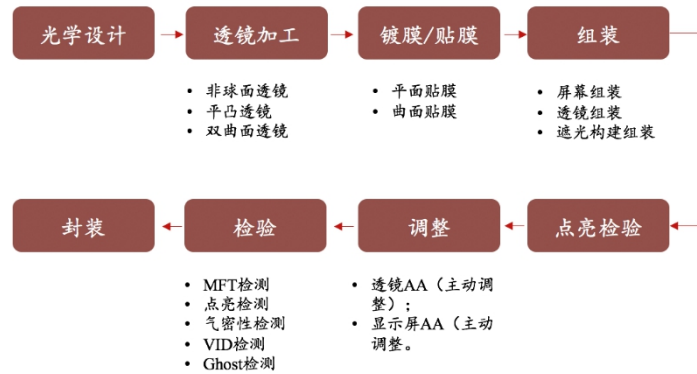 光学设计
透镜加工
镀膜/贴膜
组装
• 非球面透镜
• 平凸透镜
• 双曲面透镜
• 平面贴膜
• 曲面贴膜
• 屏幕组装
• 透镜组装
• 遮光构建组装
封装
检验
调整
点亮检验
• MFT检测
• 点亮检测
• 气密性检测
• VID检测
• Ghost检测
• 透镜AA（主动调
整）；
• 显示屏AA（主动
调整。